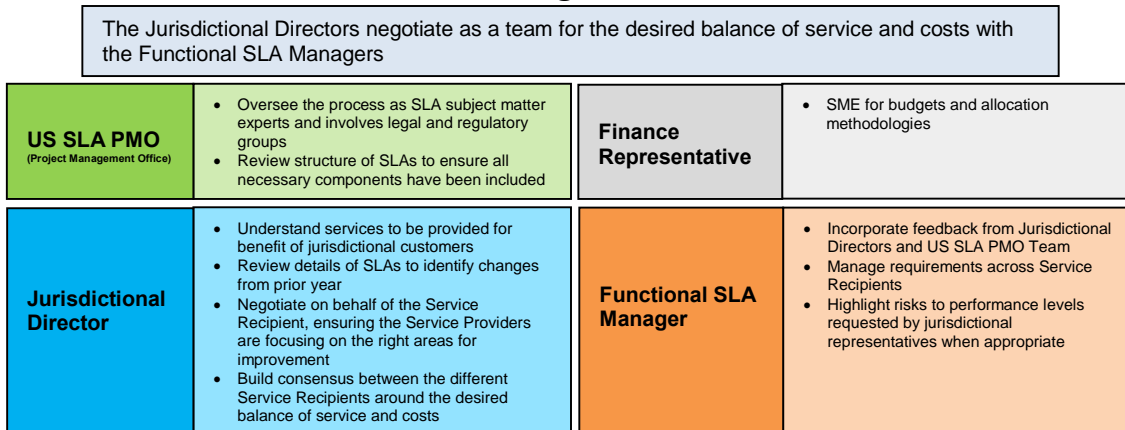 The Jurisdictional Directors negotiate as a team for the desired balance of service and costs with
the Functional SLA Managers
US SLA PMO
(Project Management Office)
• Oversee the process as SLA subject matter
experts and involves legal and regulatory
groups
• Review structure of SLAs to ensure all
necessary components have been included
Finance
Representative
• SME for budgets and allocation
methodologies
Jurisdictional
Director
• Understand services to be provided for
benefit of jurisdictional customers
• Review details of SLAs to identify changes
from prior year
• Negotiate on behalf of the Service
Recipient, ensuring the Service Providers
are focusing on the right areas for
improvement
• Build consensus between the different
Service Recipients around the desired
balance of service and costs
Functional SLA
Manager
• Incorporate feedback from Jurisdictional
Directors and US SLA PMO Team
• Manage requirements across Service
Recipients
• Highlight risks to performance levels
requested by jurisdictional
representatives when appropriate